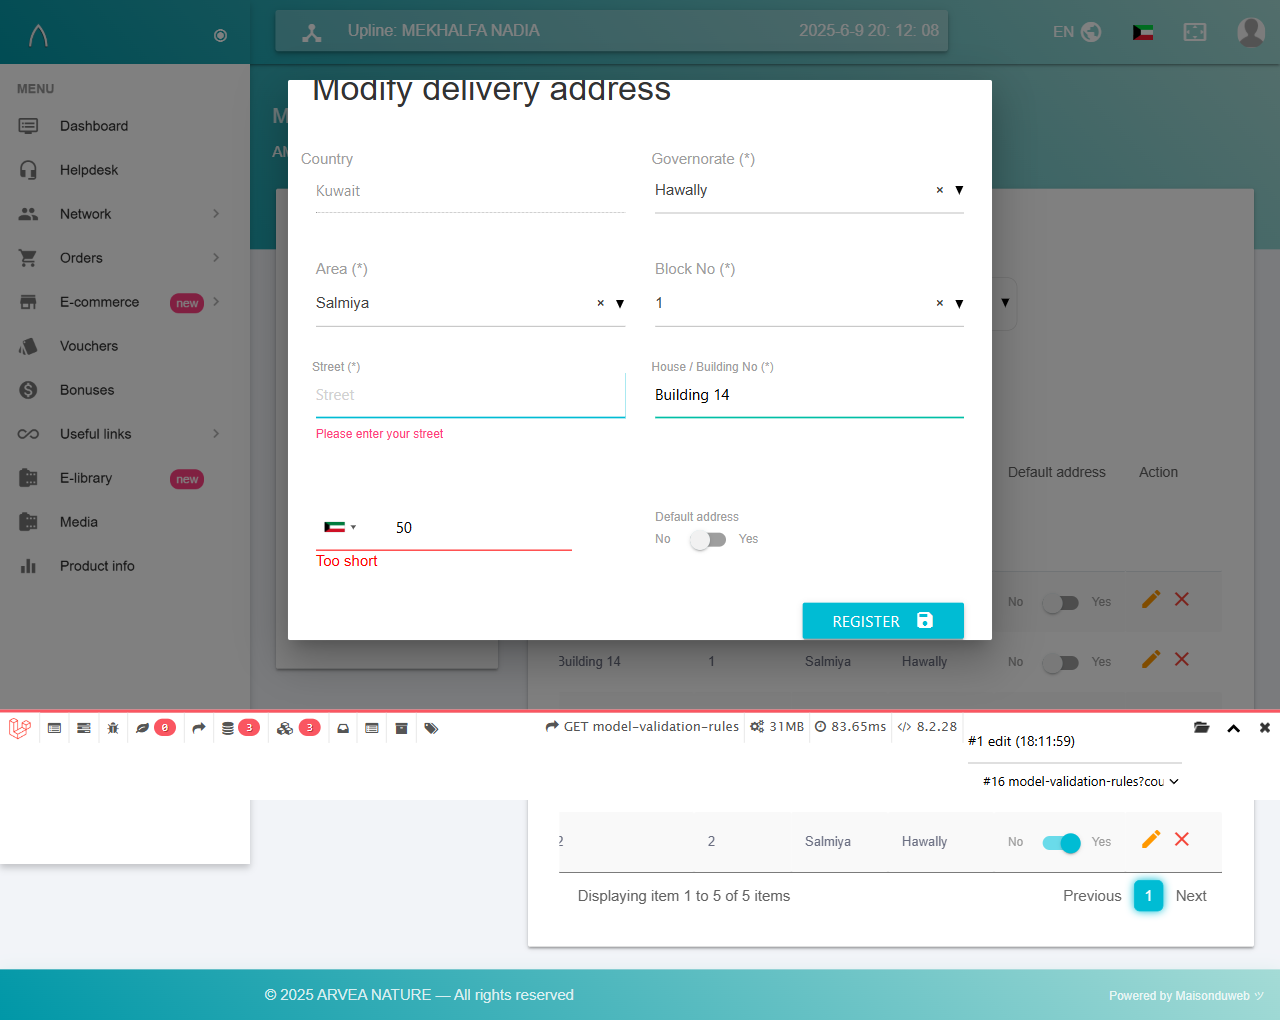 Upline: MEKHALFA NADIA
2025-6-9 20: 12: 08
EN
MENU
Dashboard
Helpdesk
Network
Orders
E-commerce new
Vouchers
Bonuses
Useful links
E-library new
Media
Product info
Modify delivery address
Country
Kuwait
Governorate (*)
Hawally × ▼
Area (*)
Salmiya × ▼
Block No (*)
1 × ▼
Street (*)
Street
Please enter your street
House / Building No (*)
Building 14
50
Too short
Default address
No Yes
REGISTER
Default address Action
No Yes
Building 14 1 Salmiya Hawally No Yes
0 3 3
GET model-validation-rules 31MB 83.65ms 8.2.28
#1 edit (18:11:59)
#16 model-validation-rules?cou
2 2 Salmiya Hawally No Yes
Displaying item 1 to 5 of 5 items
Previous 1 Next
© 2025 ARVEA NATURE — All rights reserved
Powered by Maisonduweb ツ